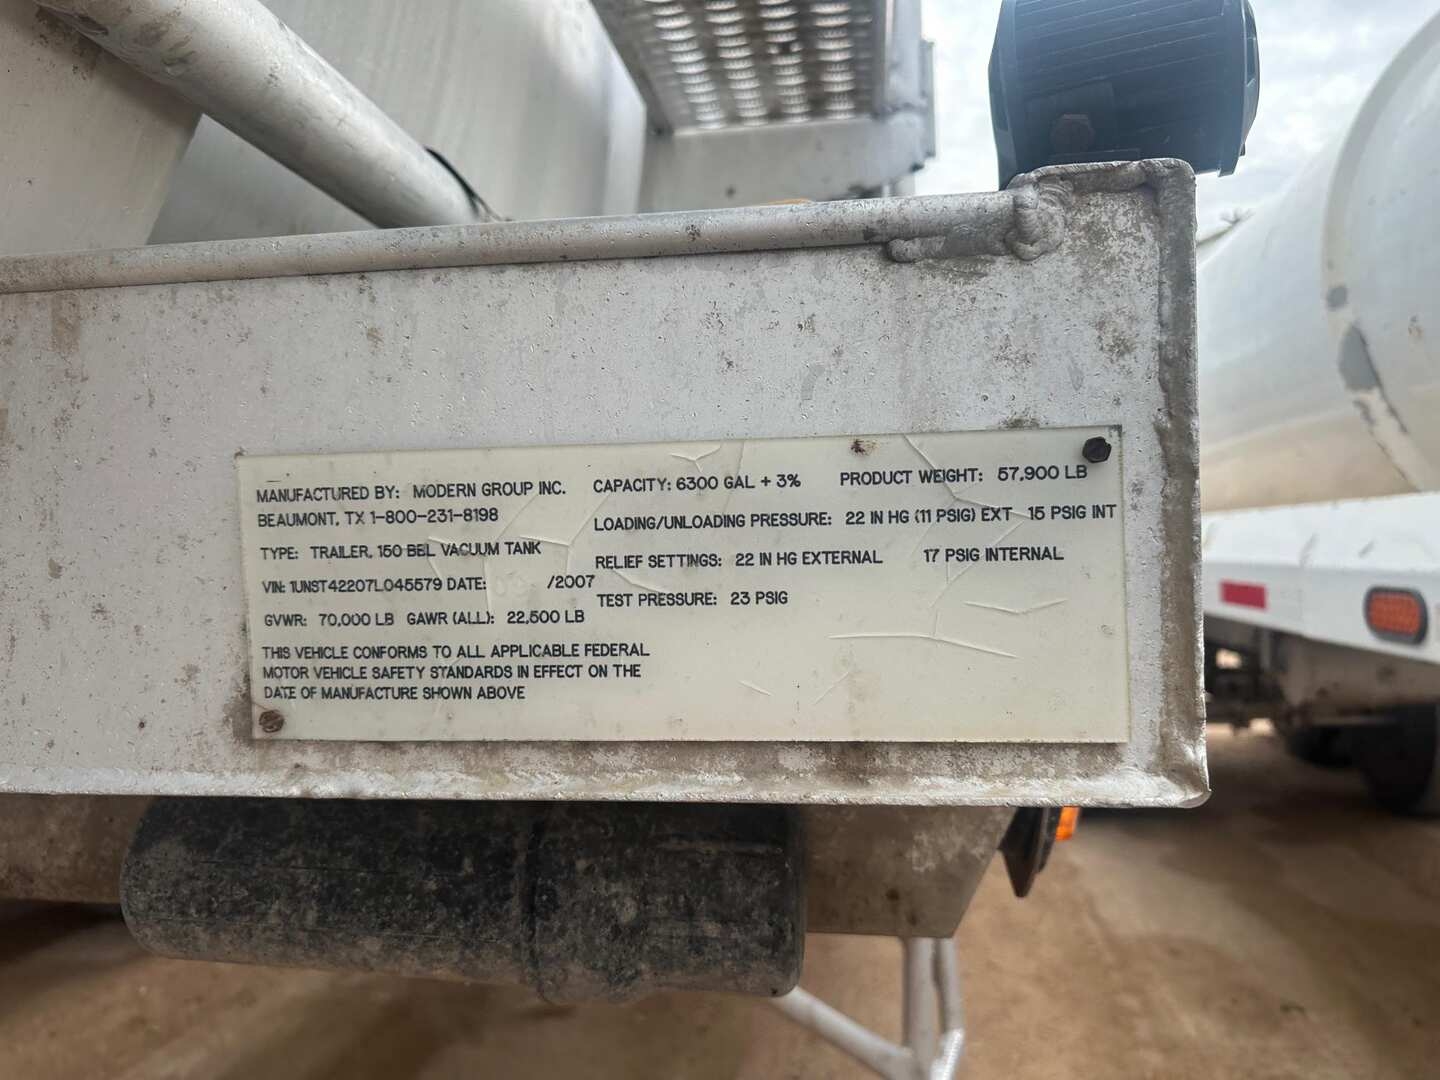 MANUFACTURED BY: MODERN GROUP INC.
BEAUMONT, TX 1-800-231-8198
TYPE: TRAILER, 150 BBL VACUUM TANK
VIN: 1UNST42207L045579 DATE: /2007
GVWR: 70,000 LB GAWR (ALL): 22,500 LB
THIS VEHICLE CONFORMS TO ALL APPLICABLE FEDERAL
MOTOR VEHICLE SAFETY STANDARDS IN EFFECT ON THE
DATE OF MANUFACTURE SHOWN ABOVE
CAPACITY: 6300 GAL + 3% PRODUCT WEIGHT: 57,900 LB
LOADING/UNLOADING PRESSURE: 22 IN HG (11 PSIG) EXT 15 PSIG INT
RELIEF SETTINGS: 22 IN HG EXTERNAL 17 PSIG INTERNAL
TEST PRESSURE: 23 PSIG